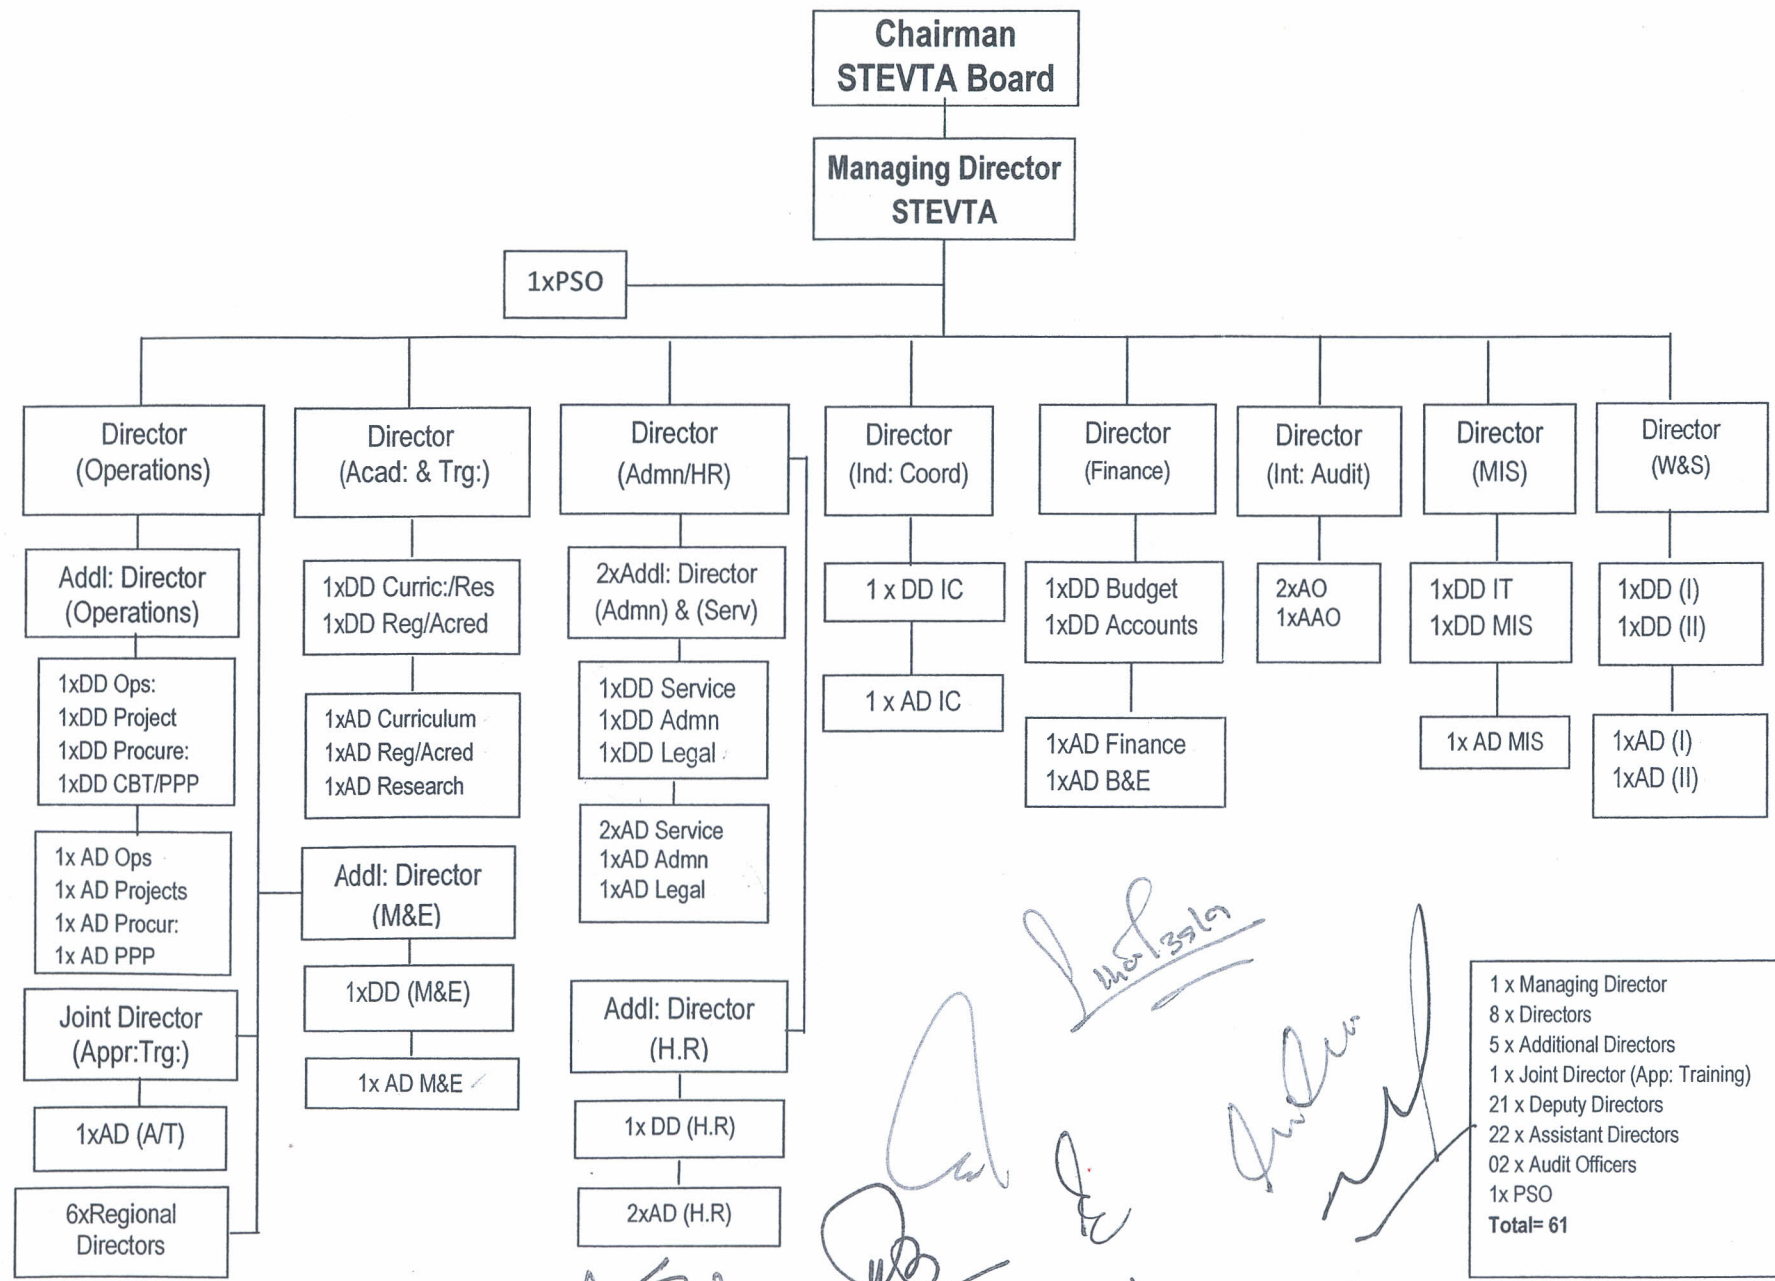 Chairman
STEVTA Board
Managing Director
STEVTA
1xPSO
Director
(Operations)
Director
(Acad: & Trg:)
Director
(Admn/HR)
Director
(Ind: Coord)
Director
(Finance)
Director
(Int: Audit)
Director
(MIS)
Director
(W&S)
Addl: Director
(Operations)
1xDD Ops:
1xDD Project
1xDD Procure:
1xDD CBT/PPP
1x AD Ops
1x AD Projects
1x AD Procur:
1x AD PPP
Joint Director
(Appr:Trg:)
1xAD (A/T)
6xRegional
Directors
1xDD Curric:/Res
1xDD Reg/Acred
1xAD Curriculum
1xAD Reg/Acred
1xAD Research
Addl: Director
(M&E)
1xDD (M&E)
1x AD M&E
2xAddl: Director
(Admn) & (Serv)
1xDD Service
1xDD Admn
1xDD Legal
2xAD Service
1xAD Admn
1xAD Legal
Addl: Director
(H.R)
1x DD (H.R)
2xAD (H.R)
1 x DD IC
1 x AD IC
1xDD Budget
1xDD Accounts
1xAD Finance
1xAD B&E
2xAO
1xAAO
1xDD IT
1xDD MIS
1x AD MIS
1xDD (I)
1xDD (II)
1xAD (I)
1xAD (II)
1 x Managing Director
8 x Directors
5 x Additional Directors
1 x Joint Director (App: Training)
21 x Deputy Directors
22 x Assistant Directors
02 x Audit Officers
1x PSO
Total= 61